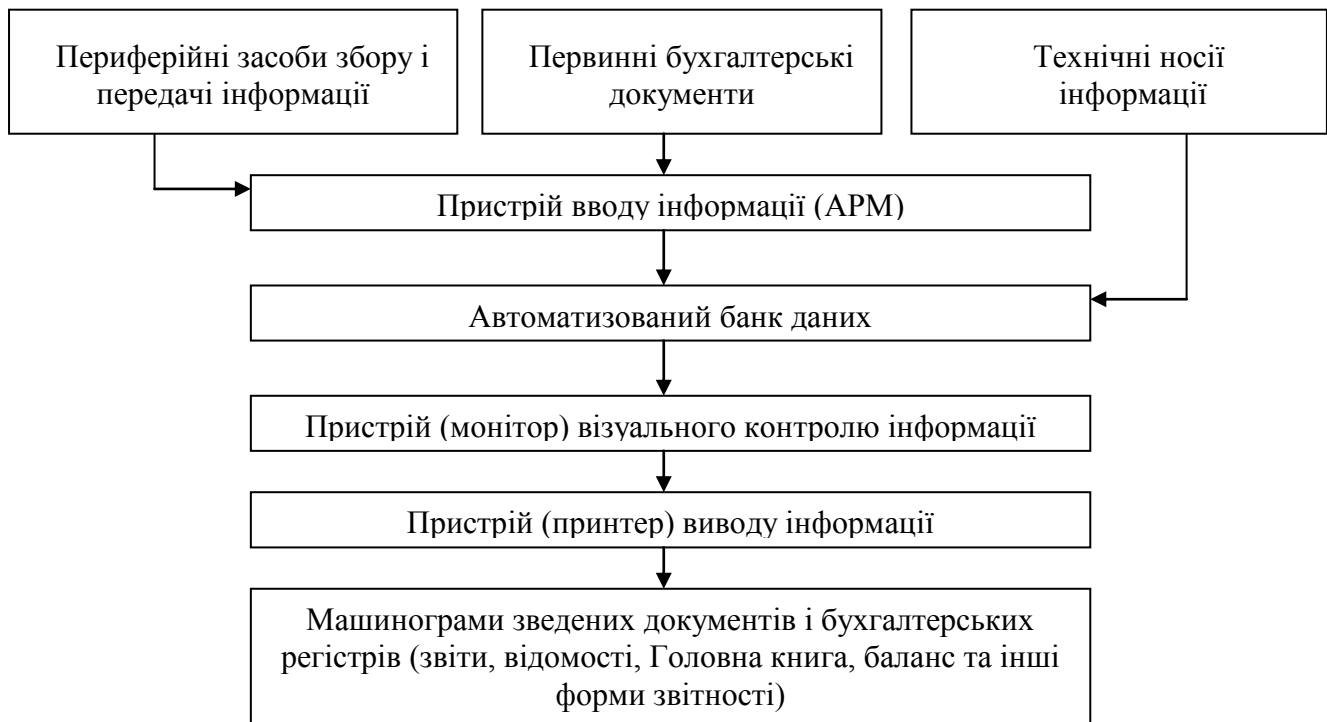 Периферійні засоби збору і
передачі інформації
Первинні бухгалтерські
документи
Технічні носії
інформації
Пристрій вводу інформації (АРМ)
Автоматизований банк даних
Пристрій (монітор) візуального контролю інформації
Пристрій (принтер) виводу інформації
Машинограми зведених документів і бухгалтерських
регістрів (звіти, відомості, Головна книга, баланс та інші
форми звітності)